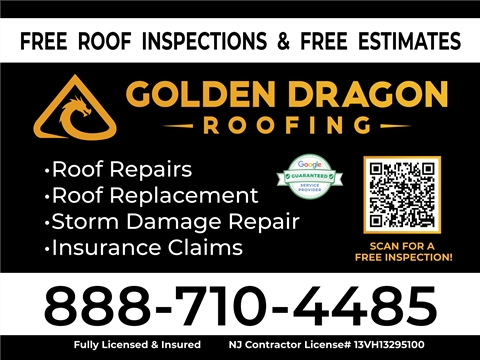 FREE ROOF INSPECTIONS & FREE ESTIMATES
GOLDEN DRAGON
ROOFING
•Roof Repairs
•Roof Replacement
•Storm Damage Repair
•Insurance Claims
Google
GUARANTEED
SERVICE
PROVIDER
SCAN FOR A
FREE INSPECTION!
888-710-4485
Fully Licensed & Insured NJ Contractor License# 13VH13295100